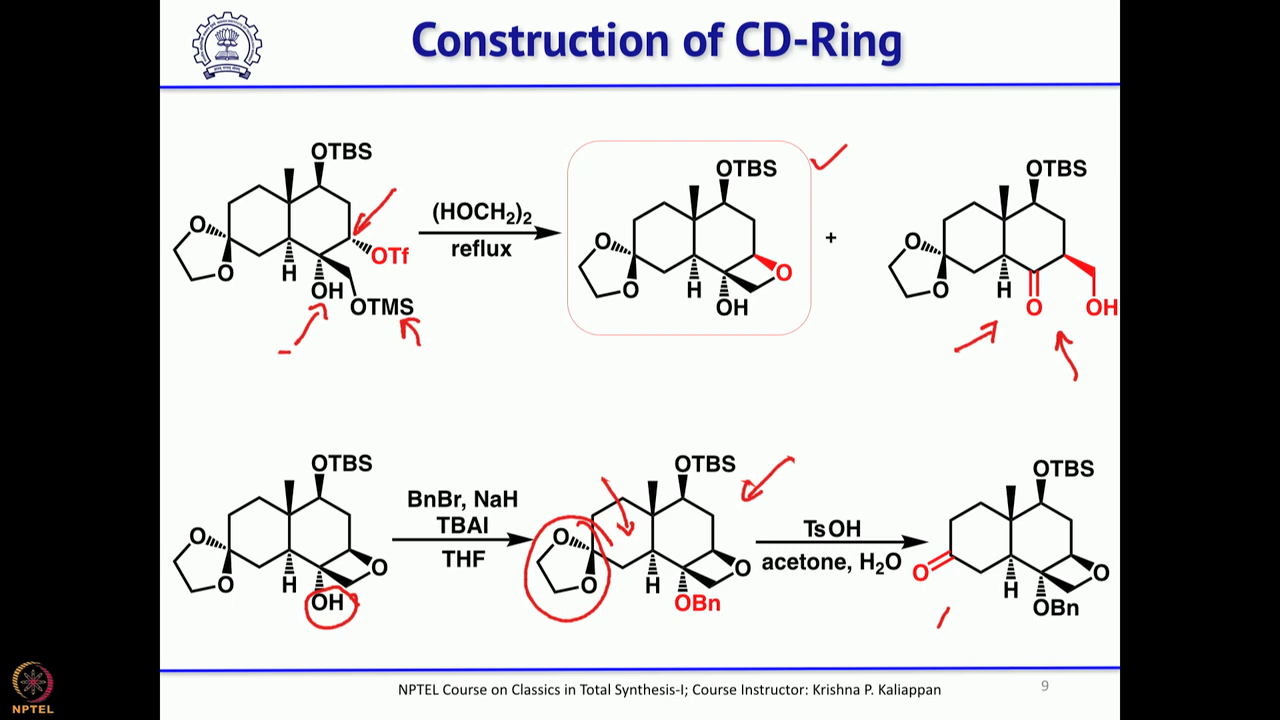 Construction of CD-Ring
OTBS
O
O
H
OH
OTf
OTMS
(HOCH2)2
reflux
OTBS
O
O
H
OH
O
+
OTBS
O
O
H
O
OH
OTBS
O
O
H
OH
O
BnBr, NaH
TBAI
THF
OTBS
O
O
H
OBn
O
TsOH
acetone, H2O
OTBS
O
H
OBn
O
NPTEL Course on Classics in Total Synthesis-I; Course Instructor: Krishna P. Kaliappan
9
NPTEL